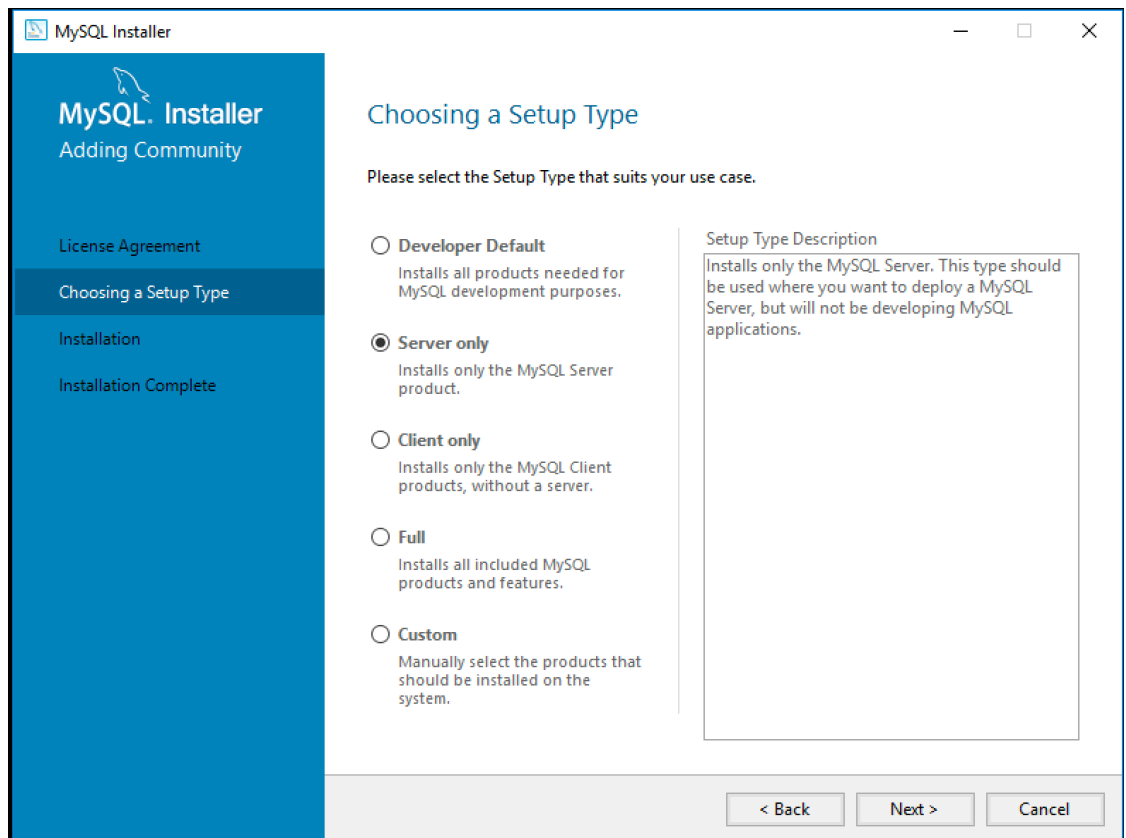 MySQL Installer
MySQL. Installer
Adding Community
License Agreement
Choosing a Setup Type
Installation
Installation Complete
Choosing a Setup Type
Please select the Setup Type that suits your use case.
Developer Default
Installs all products needed for
MySQL development purposes.
Server only
Installs only the MySQL Server
product.
Client only
Installs only the MySQL Client
products, without a server.
Full
Installs all included MySQL
products and features.
Custom
Manually select the products that
should be installed on the
system.
Setup Type Description
Installs only the MySQL Server. This type should
be used where you want to deploy a MySQL
Server, but will not be developing MySQL
applications.
< Back
Next >
Cancel